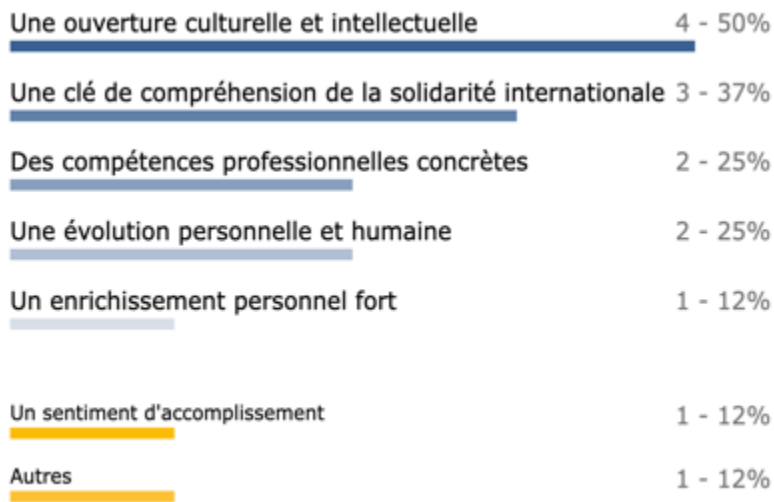 Une ouverture culturelle et intellectuelle 4 - 50%
Une clé de compréhension de la solidarité internationale 3 - 37%
Des compétences professionnelles concrètes 2 - 25%
Une évolution personnelle et humaine 2 - 25%
Un enrichissement personnel fort 1 - 12%
Un sentiment d'accomplissement 1 - 12%
Autres 1 - 12%